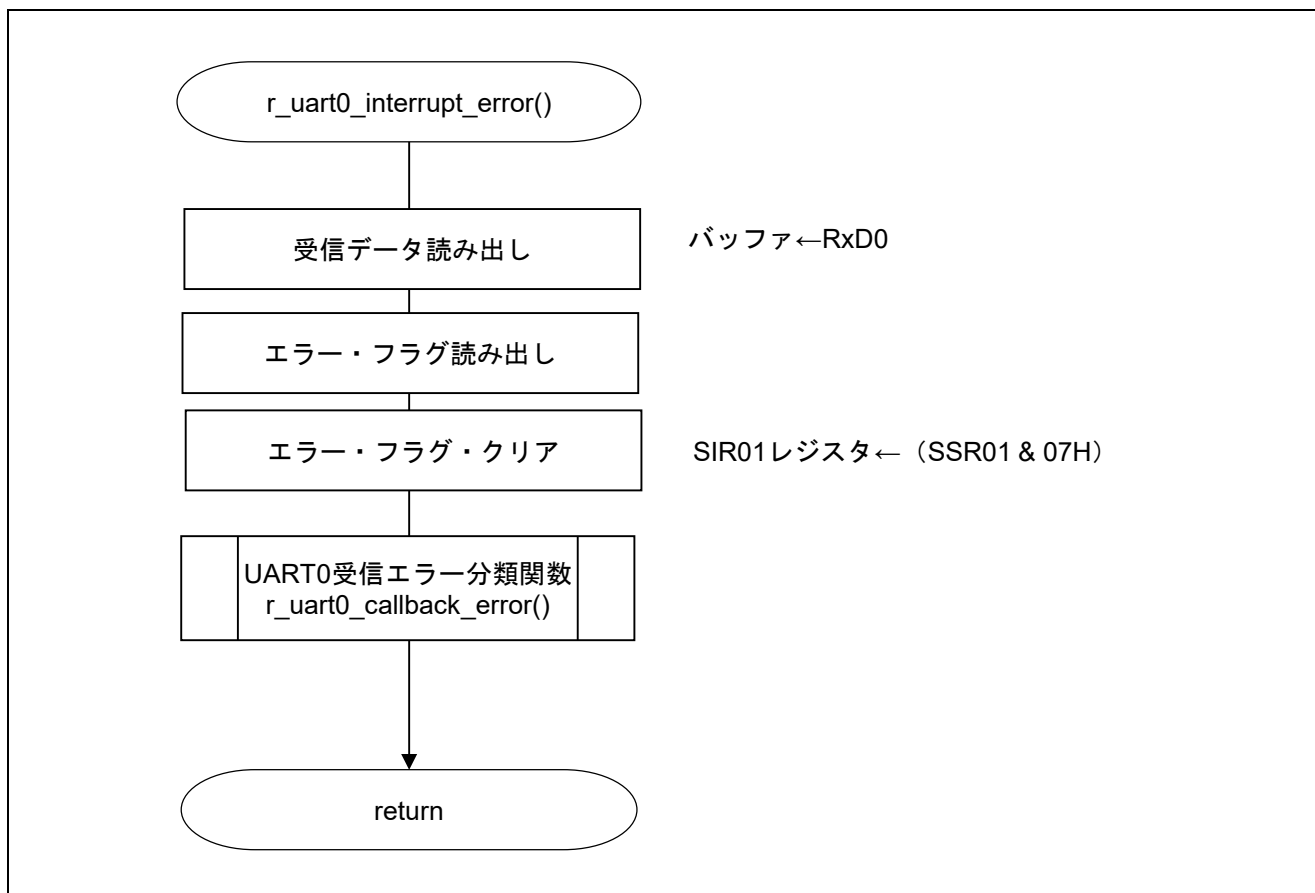 r_uart0_interrupt_error()
受信データ読み出し
バッファ←RxD0
エラー・フラグ読み出し
エラー・フラグ・クリア
SIR01レジスタ←（SSR01 & 07H）
UART0受信エラー分類関数
r_uart0_callback_error()
return